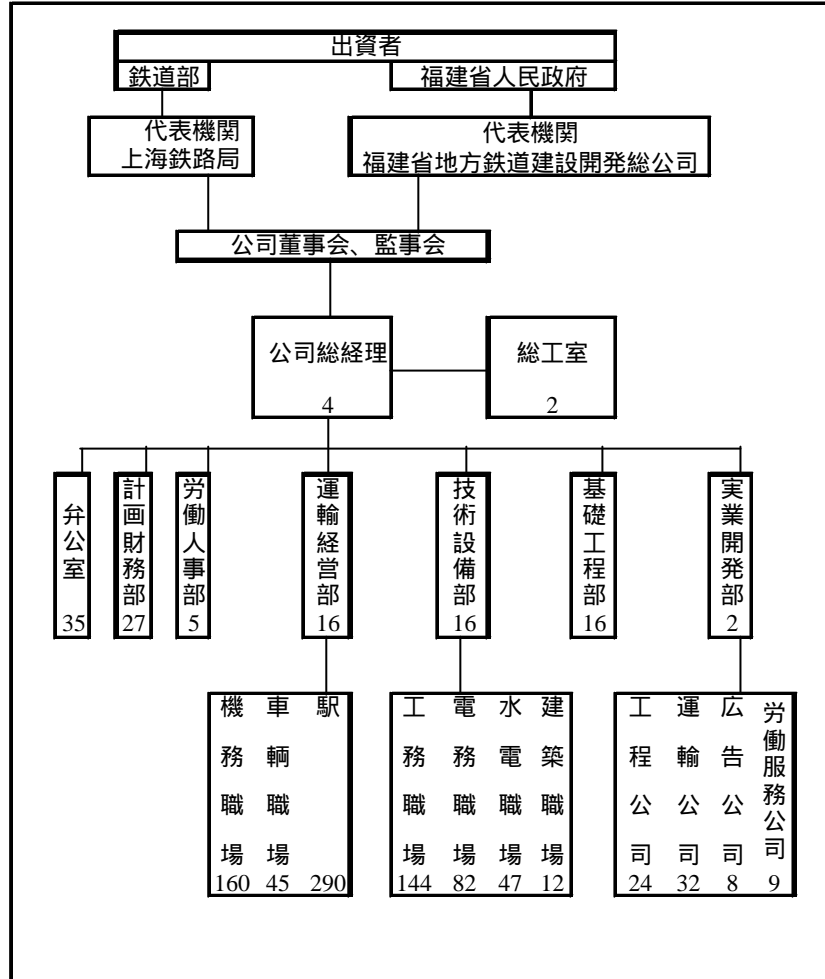 出資者
鉄道部
福建省人民政府
代表機関
上海鉄路局
代表機関
福建省地方鉄道建設開発総公司
公司董事会、監事会
公司総経理
4
総工室
2
弁公室
35
計画財務部
27
労働人事部
5
運輸経営部
16
技術設備部
16
基礎工程部
16
実業開発部
2
機務職場
160
車輌職場
45
駅
290
工務職場
144
電務職場
82
水電職場
47
建築職場
12
工程公司
24
運輸公司
32
広告公司
8
労働服務公司
9